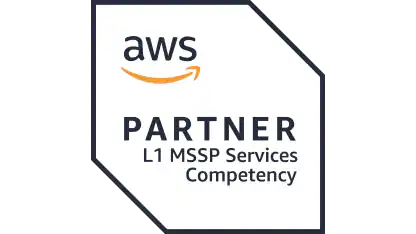 aws
PARTNER
L1 MSSP Services
Competency